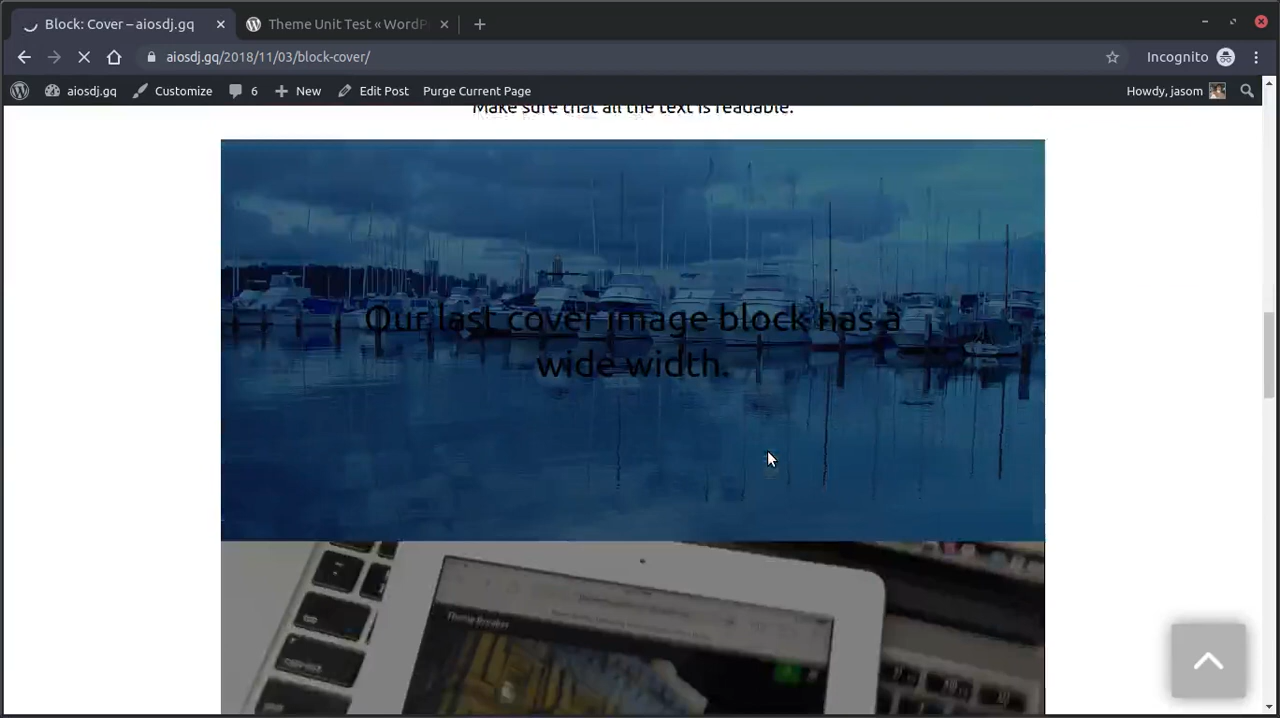 Block: Cover – aiosdj.gq
Theme Unit Test « WordP
aiosdj.gq/2018/11/03/block-cover/
Incognito
aiosdj.gq
Customize
6
New
Edit Post
Purge Current Page
Howdy, jasom
Make sure that all the text is readable.
Our last cover image block has a
wide width.
Theme Breaker